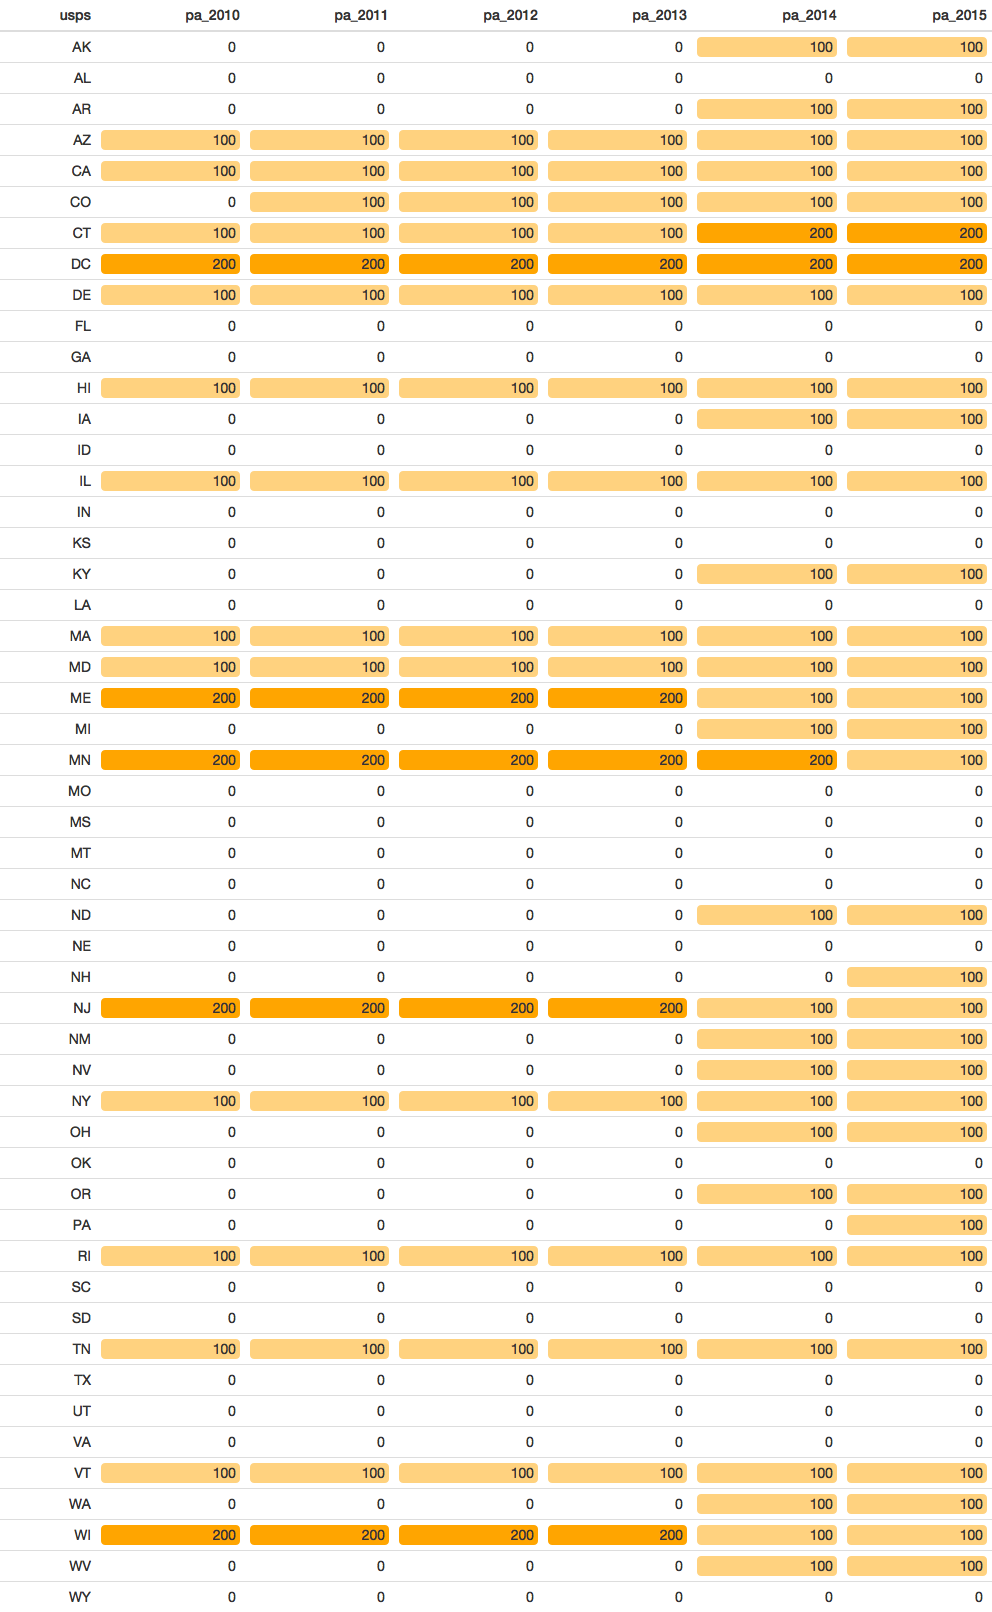 usps pa_2010 pa_2011 pa_2012 pa_2013 pa_2014 pa_2015
AK 0 0 0 0 100 100
AL 0 0 0 0 0 0
AR 0 0 0 0 100 100
AZ 100 100 100 100 100 100
CA 100 100 100 100 100 100
CO 0 100 100 100 100 100
CT 100 100 100 100 200 200
DC 200 200 200 200 200 200
DE 100 100 100 100 100 100
FL 0 0 0 0 0 0
GA 0 0 0 0 0 0
HI 100 100 100 100 100 100
IA 0 0 0 0 100 100
ID 0 0 0 0 0 0
IL 100 100 100 100 100 100
IN 0 0 0 0 0 0
KS 0 0 0 0 0 0
KY 0 0 0 0 100 100
LA 0 0 0 0 0 0
MA 100 100 100 100 100 100
MD 100 100 100 100 100 100
ME 200 200 200 200 100 100
MI 0 0 0 0 100 100
MN 200 200 200 200 200 100
MO 0 0 0 0 0 0
MS 0 0 0 0 0 0
MT 0 0 0 0 0 0
NC 0 0 0 0 0 0
ND 0 0 0 0 100 100
NE 0 0 0 0 0 0
NH 0 0 0 0 0 100
NJ 200 200 200 200 100 100
NM 0 0 0 0 100 100
NV 0 0 0 0 100 100
NY 100 100 100 100 100 100
OH 0 0 0 0 100 100
OK 0 0 0 0 0 0
OR 0 0 0 0 100 100
PA 0 0 0 0 0 100
RI 100 100 100 100 100 100
SC 0 0 0 0 0 0
SD 0 0 0 0 0 0
TN 100 100 100 100 100 100
TX 0 0 0 0 0 0
UT 0 0 0 0 0 0
VA 0 0 0 0 0 0
VT 100 100 100 100 100 100
WA 0 0 0 0 100 100
WI 200 200 200 200 100 100
WV 0 0 0 0 100 100
WY 0 0 0 0 0 0